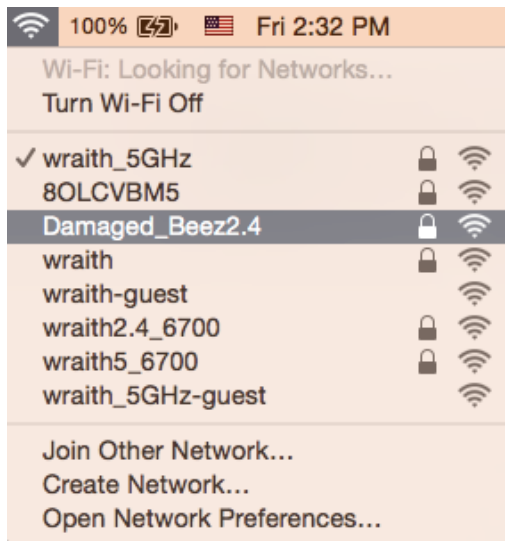 100% Fri 2:32 PM
Wi-Fi: Looking for Networks...
Turn Wi-Fi Off
wraith_5GHz
8OLCVBM5
Damaged_Beez2.4
wraith
wraith-guest
wraith2.4_6700
wraith5_6700
wraith_5GHz-guest
Join Other Network...
Create Network...
Open Network Preferences...